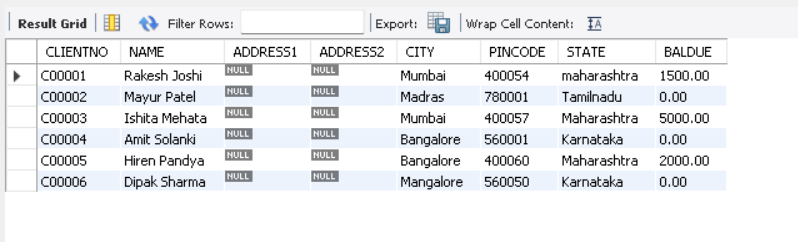 Result Grid Filter Rows: Export: Wrap Cell Content: IA
CLIENTNO NAME ADDRESS1 ADDRESS2 CITY PINCODE STATE BALDUE
C00001 Rakesh Joshi NULL NULL Mumbai 400054 maharashtra 1500.00
C00002 Mayur Patel NULL NULL Madras 780001 Tamilnadu 0.00
C00003 Ishita Mehata NULL NULL Mumbai 400057 Maharashtra 5000.00
C00004 Amit Solanki NULL NULL Bangalore 560001 Karnataka 0.00
C00005 Hiren Pandya NULL NULL Bangalore 400060 Maharashtra 2000.00
C00006 Dipak Sharma NULL NULL Mangalore 560050 Karnataka 0.00